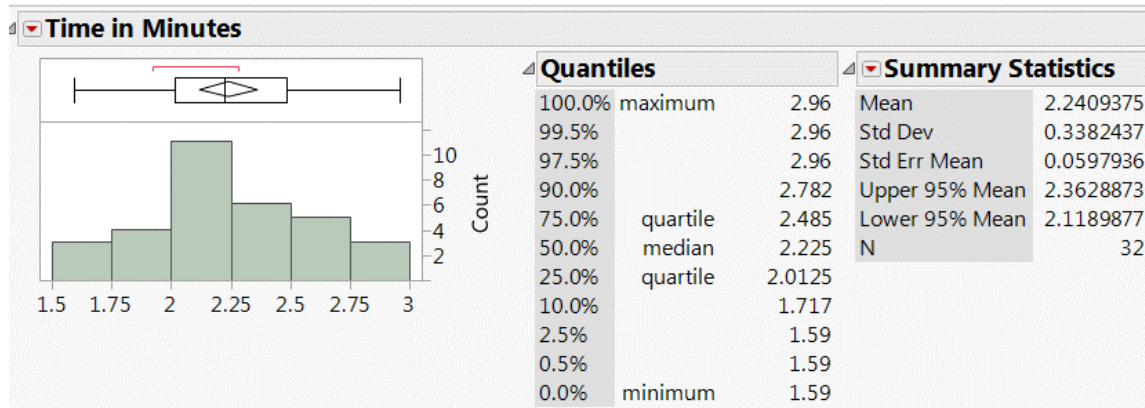 Time in Minutes
10
8
6
4
2
Count
1.5 1.75 2 2.25 2.5 2.75 3
Quantiles
100.0% maximum 2.96
99.5% 2.96
97.5% 2.96
90.0% 2.782
75.0% quartile 2.485
50.0% median 2.225
25.0% quartile 2.0125
10.0% 1.717
2.5% 1.59
0.5% 1.59
0.0% minimum 1.59
Summary Statistics
Mean 2.2409375
Std Dev 0.3382437
Std Err Mean 0.0597936
Upper 95% Mean 2.3628873
Lower 95% Mean 2.1189877
N 32